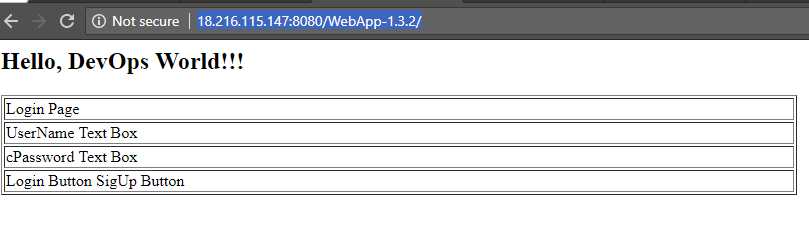 Not secure 18.216.115.147:8080/WebApp-1.3.2/
Hello, DevOps World!!!
Login Page
UserName Text Box
cPassword Text Box
Login Button SigUp Button